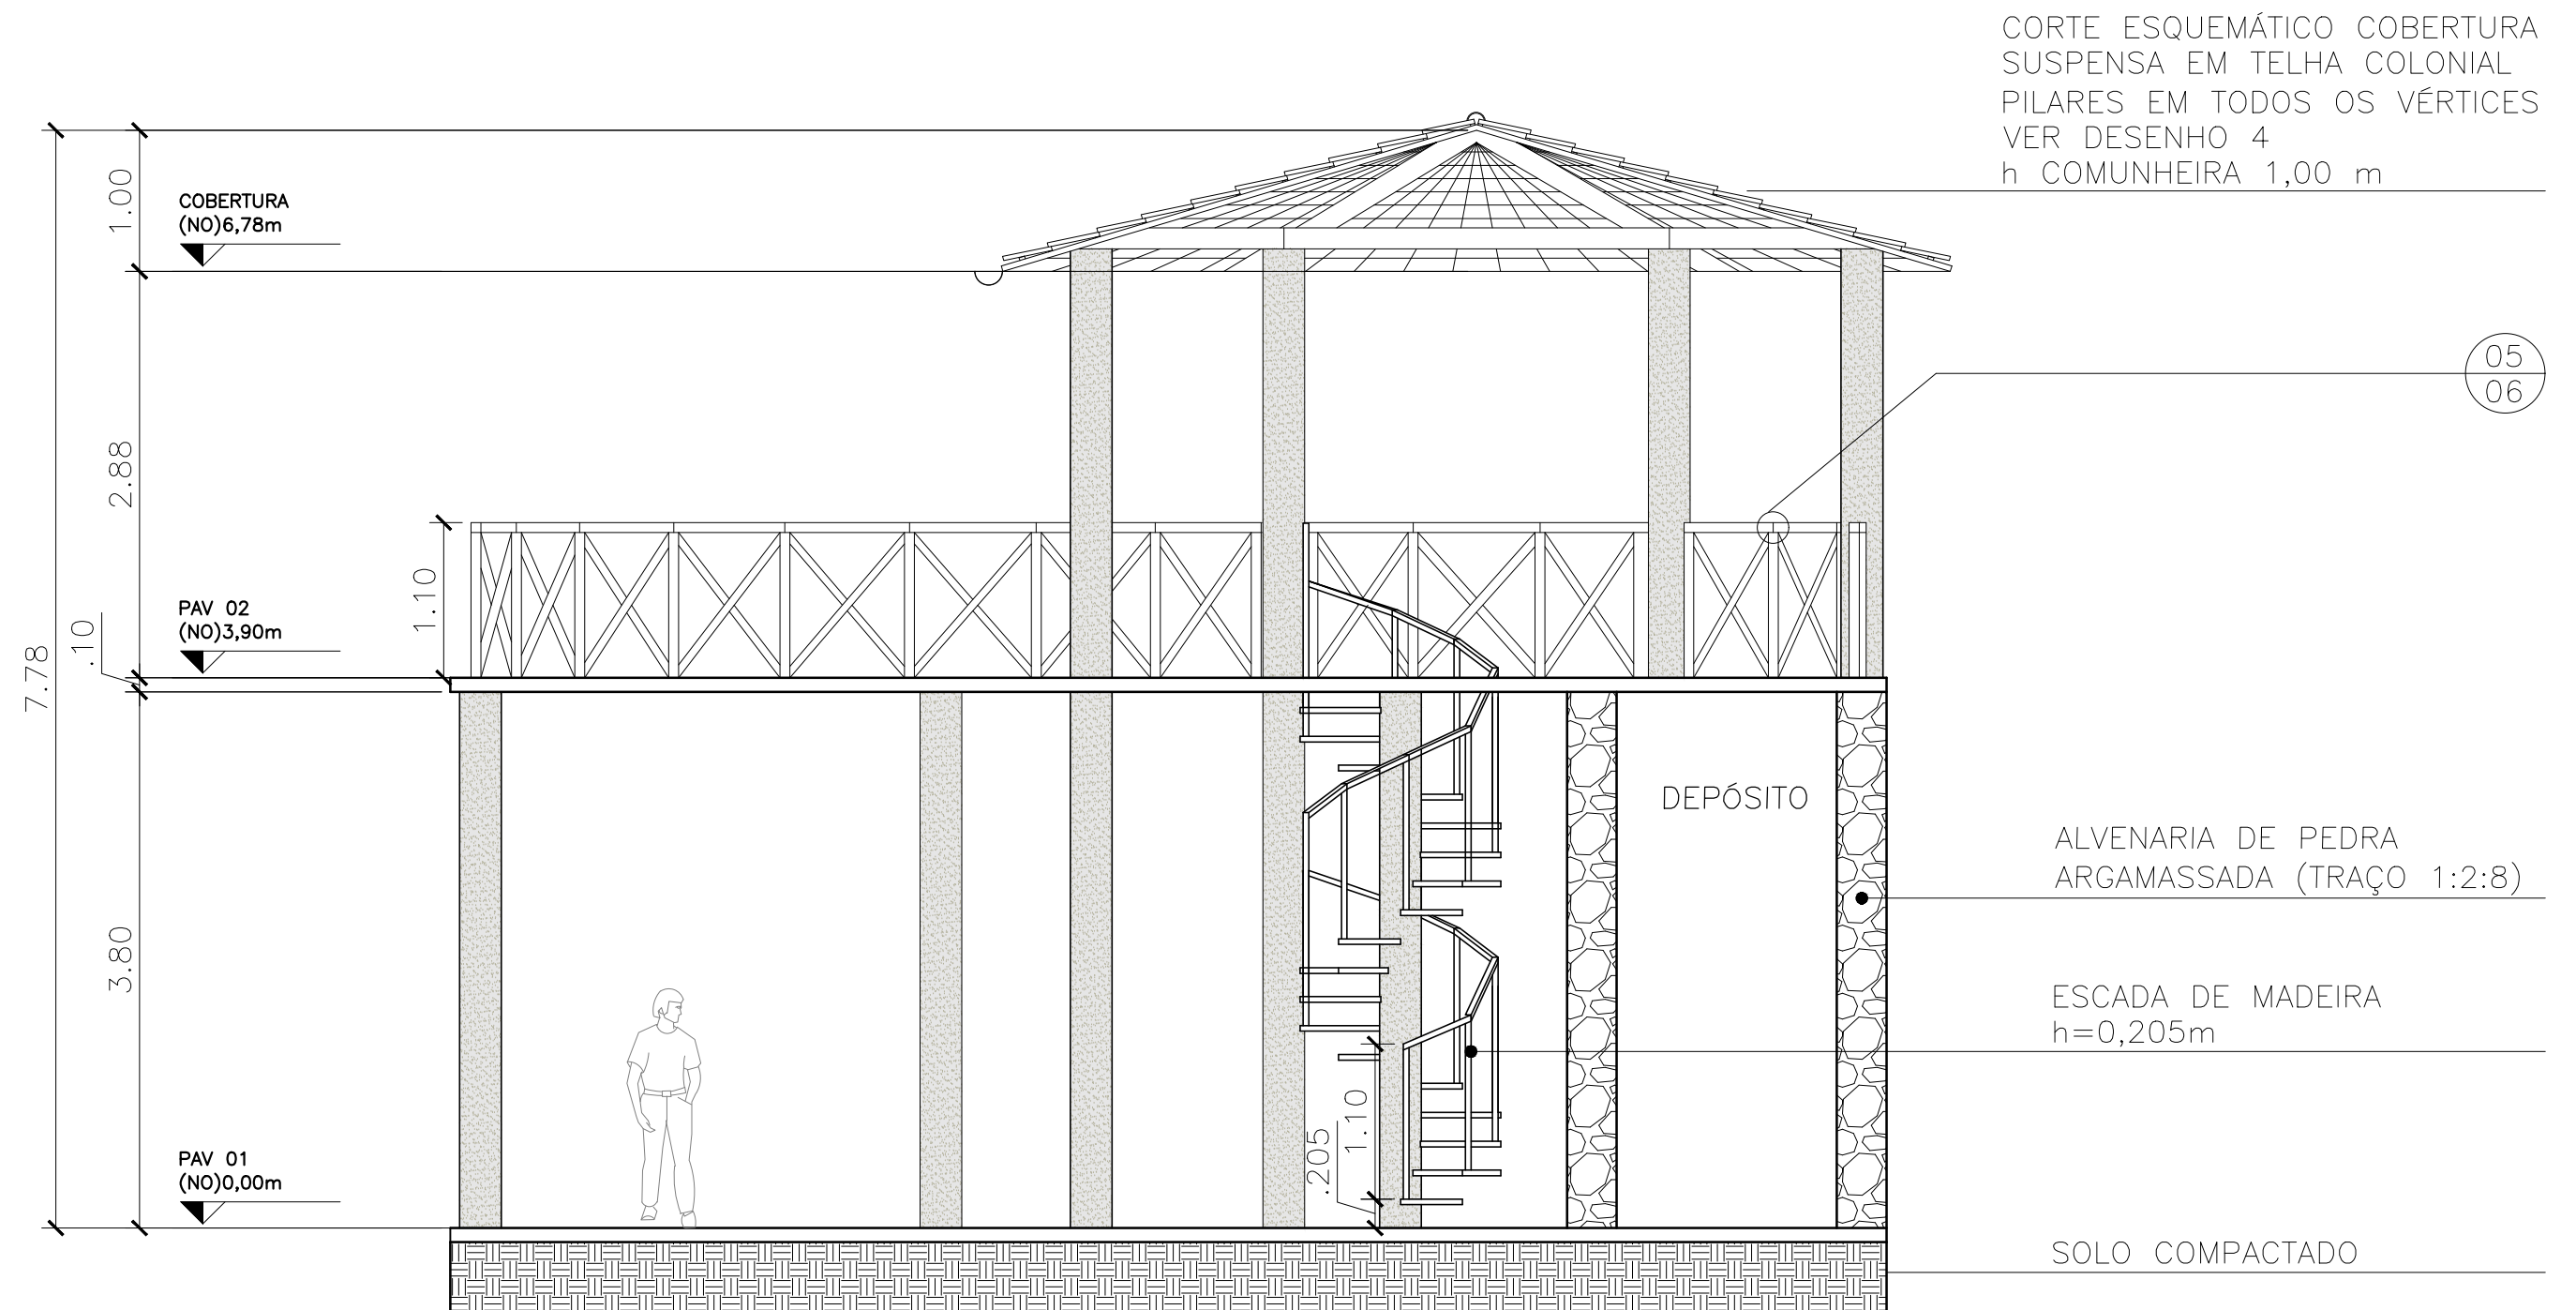 CORTE ESQUEMÁTICO COBERTURA
SUSPENSA EM TELHA COLONIAL
PILARES EM TODOS OS VÉRTICES
VER DESENHO 4
h COMUNHEIRA 1,00 m
1.00
COBERTURA
(NO)6,78m
05
06
2.88
1.10
PAV 02
(NO)3,90m
.10
7.78
DEPÓSITO
ALVENARIA DE PEDRA
ARGAMASSADA (TRAÇO 1:2:8)
3.80
ESCADA DE MADEIRA
h=0,205m
1.10
.205
PAV 01
(NO)0,00m
SOLO COMPACTADO